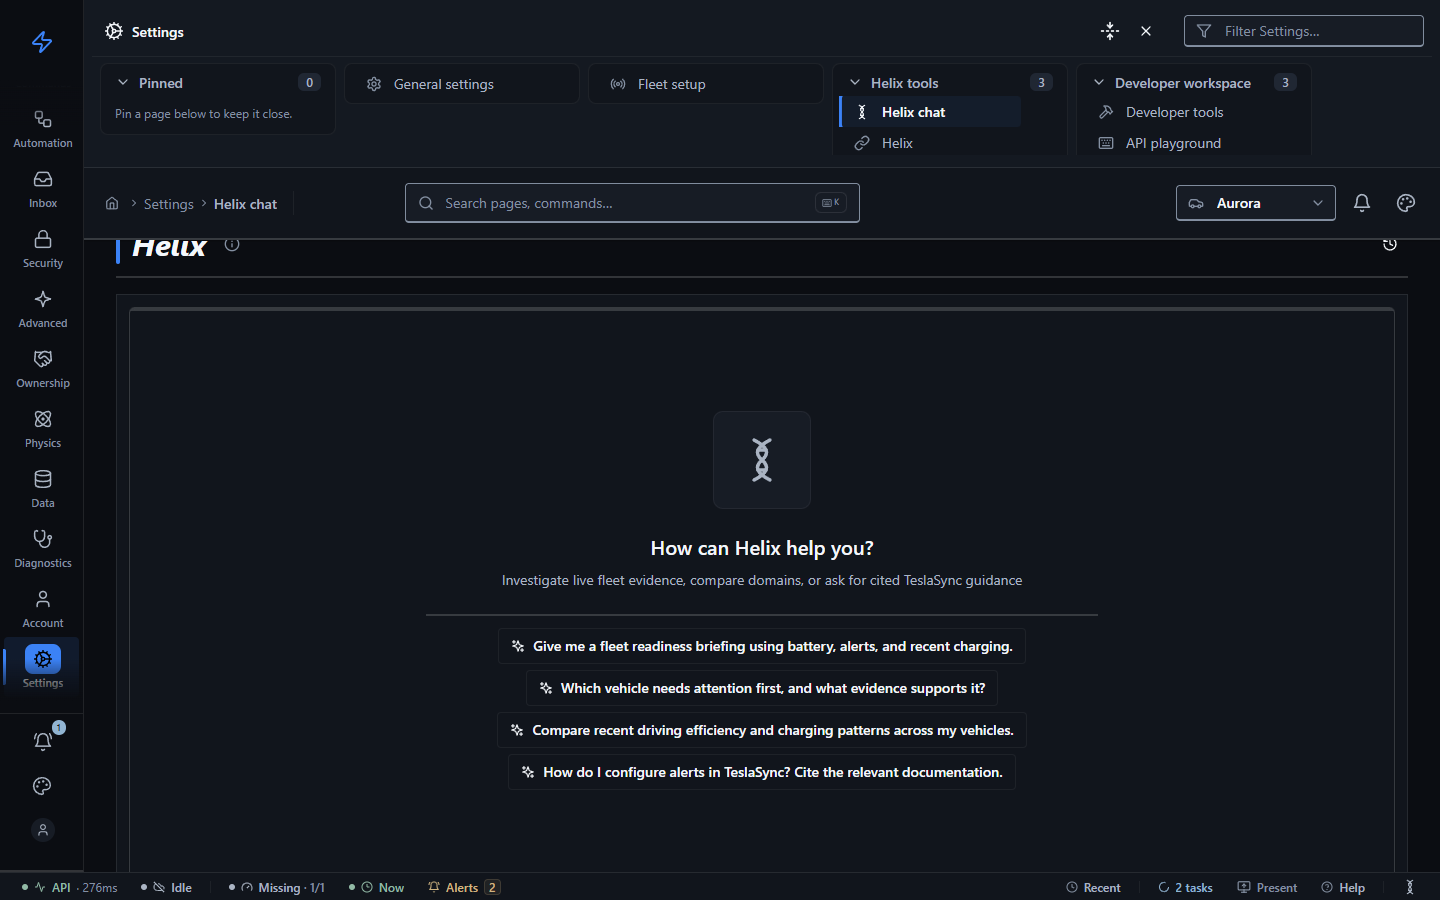 Settings
Filter Settings...
Pinned
0
Pin a page below to keep it close.
General settings
Fleet setup
Helix tools
3
Helix chat
Helix
Developer workspace
3
Developer tools
API playground
Settings
Helix chat
Search pages, commands...
K
Aurora
Automation
Inbox
Security
Advanced
Ownership
Physics
Data
Diagnostics
Account
Settings
1
Helix
How can Helix help you?
Investigate live fleet evidence, compare domains, or ask for cited TeslaSync guidance
Give me a fleet readiness briefing using battery, alerts, and recent charging.
Which vehicle needs attention first, and what evidence supports it?
Compare recent driving efficiency and charging patterns across my vehicles.
How do I configure alerts in TeslaSync? Cite the relevant documentation.
API · 276ms
Idle
Missing · 1/1
Now
Alerts 2
Recent
2 tasks
Present
Help